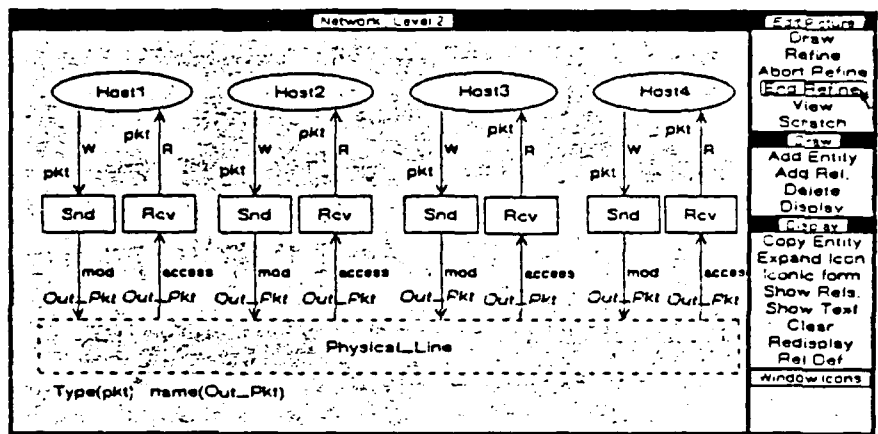 Network, Level 2
Host1 Host2 Host3 Host4
pkt pkt pkt pkt
W R W R W R W R
pkt pkt pkt pkt
Snd Rcv Snd Rcv Snd Rcv Snd Rcv
mod access mod access mod access mod access
Out_Pkt Out_Pkt Out_Pkt Out_Pkt Out_Pkt Out_Pkt Out_Pkt Out_Pkt
Physical_Line
Type(pkt) name(Out_Pkt)
Edit Picture
Draw
Refine
Abort Refine
End Refine
View
Scratch
Draw
Add Entity
Add Rel.
Delete
Display
Display
Copy Entity
Expand Icon
Iconic form
Show Rels.
Show Text
Clear
Redisplay
Rel Def
Window Icons